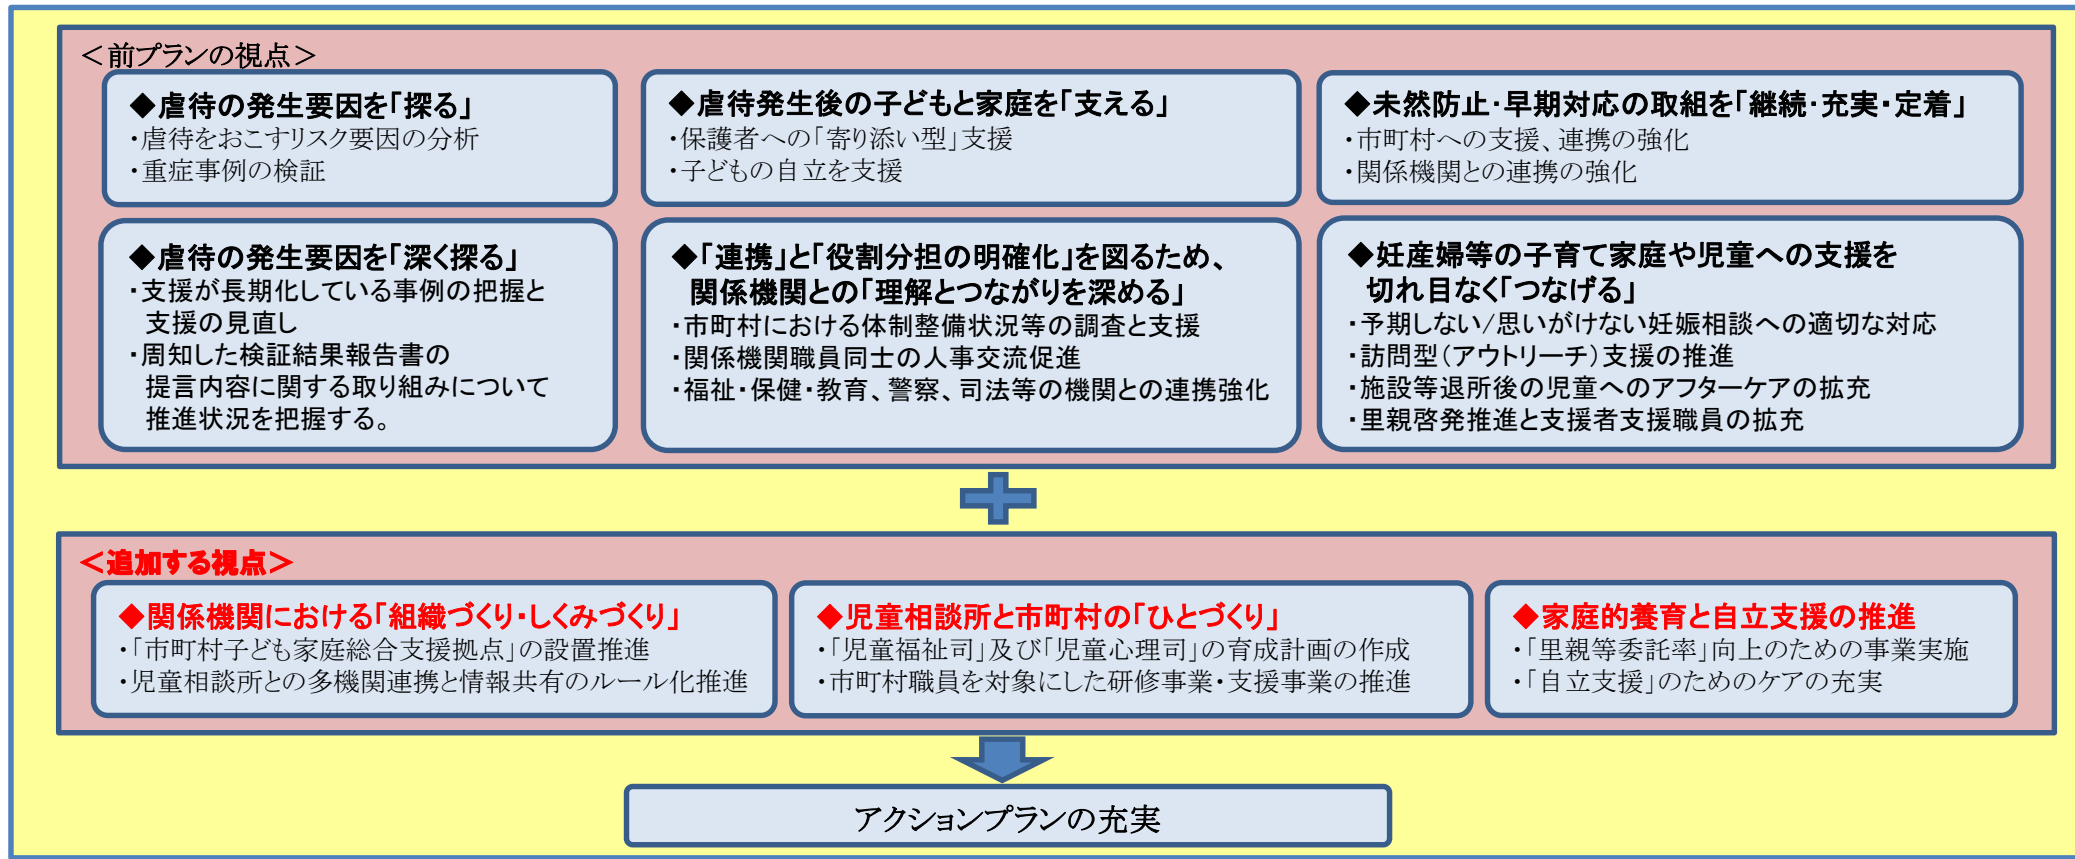 ＜前プランの視点＞
◆虐待の発生要因を「探る」
・虐待をおこすリスク要因の分析
・重症事例の検証
◆虐待発生後の子どもと家庭を「支える」
・保護者への「寄り添い型」支援
・子どもの自立を支援
◆未然防止・早期対応の取組を「継続・充実・定着」
・市町村への支援、連携の強化
・関係機関との連携の強化
◆虐待の発生要因を「深く探る」
・支援が長期化している事例の把握と
支援の見直し
・周知した検証結果報告書の
提言内容に関する取り組みについて
推進状況を把握する。
◆「連携」と「役割分担の明確化」を図るため、
関係機関との「理解とつながりを深める」
・市町村における体制整備状況等の調査と支援
・関係機関職員同士の人事交流促進
・福祉・保健・教育、警察、司法等の機関との連携強化
◆妊産婦等の子育て家庭や児童への支援を
切れ目なく「つなげる」
・予期しない/思いがけない妊娠相談への適切な対応
・訪問型（アウトリーチ）支援の推進
・施設等退所後の児童へのアフターケアの拡充
・里親啓発推進と支援者支援職員の拡充
＜追加する視点＞
◆関係機関における「組織づくり・しくみづくり」
・「市町村子ども家庭総合支援拠点」の設置推進
・児童相談所との多機関連携と情報共有のルール化推進
◆児童相談所と市町村の「ひとづくり」
・「児童福祉司」及び「児童心理司」の育成計画の作成
・市町村職員を対象にした研修事業・支援事業の推進
◆家庭的養育と自立支援の推進
・「里親等委託率」向上のための事業実施
・「自立支援」のためのケアの充実
アクションプランの充実